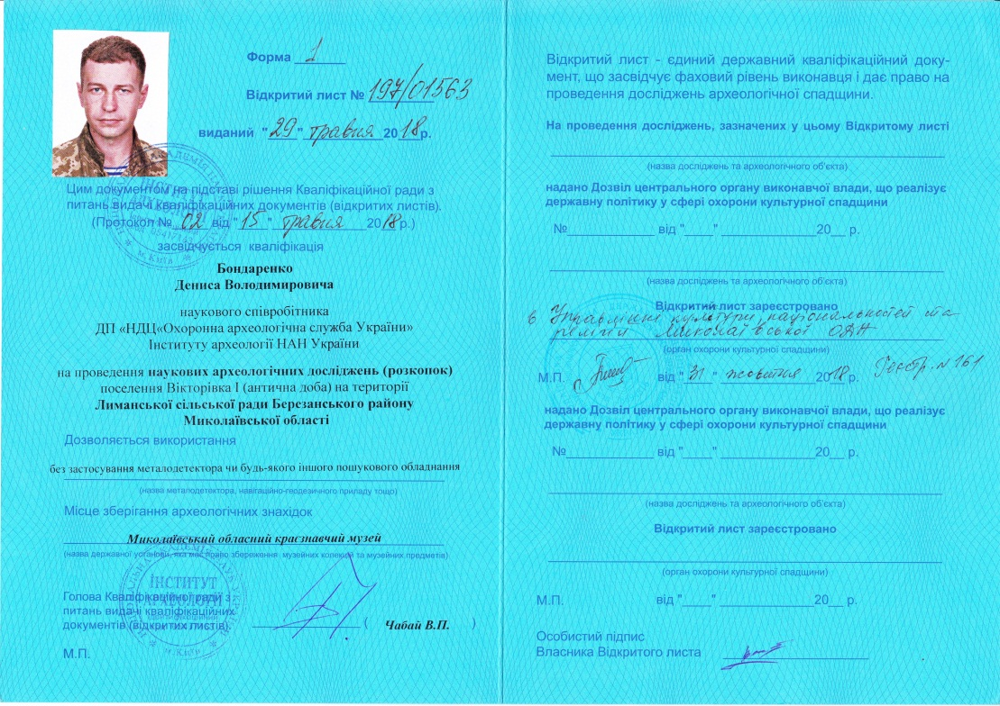 Форма 1
Відкритий лист № 197/01563
виданий "29" травня 2018р.
Цим документом на підставі рішення Кваліфікаційної ради з
питань видачі Кваліфікаційних документів (відкритих листів).
(Протокол № 02 від "15" травня 2018 р.)
засвідчується кваліфікація
Бондаренко
Дениса Володимировича
наукового співробітника
ДП «НДЦ«Охоронна археологічна служба України»
Інституту археології НАН України
на проведення наукових археологічних досліджень (розкопок)
поселення Вікторівка І (антична доба) на території
Лиманської сільської ради Березанського району
Миколаївської області
Дозволяється використання
без застосування металодетектора чи будь-якого іншого пошукового обладнання
(назва металодетектора, навігаційно-геодезичного приладу тощо)
Місце зберігання археологічних знахідок
Миколаївський обласний краєзнавчий музей
(назва державної установи, яка має право збереження музейних колекцій та музейних предметів)
ІНСТИТУТ
АРХЕОЛОГІЇ
м. Київ
Голова Кваліфікаційної ради з
питань видачі кваліфікаційних
документів (відкритих листів). ( Чабай В.П. )
М.П.
Відкритий лист - єдиний державний кваліфікаційний доку-
мент, що засвідчує фаховий рівень виконавця і дає право на
проведення досліджень археологічної спадщини.
На проведення досліджень, зазначених у цьому Відкритому листі
(назва досліджень та археологічного об'єкта)
надано Дозвіл центрального органу виконавчої влади, що реалізує
державну політику у сфері охорони культурної спадщини
№ від " " 20 р.
(назва досліджень та археологічного об'єкта)
Відкритий лист зареєстровано
в Управлінні культури, національностей та
релігій Миколаївської ОДА
(орган охорони культурної спадщини)
М.П. від "31" жовтня 2018 р. Реєстр. № 161
надано Дозвіл центрального органу виконавчої влади, що реалізує
державну політику у сфері охорони культурної спадщини
№ від " " 20 р.
(назва досліджень та археологічного об'єкта)
Відкритий лист зареєстровано
(орган охорони культурної спадщини)
М.П. від " " 20 р.
Особистий підпис
Власника Відкритого листа